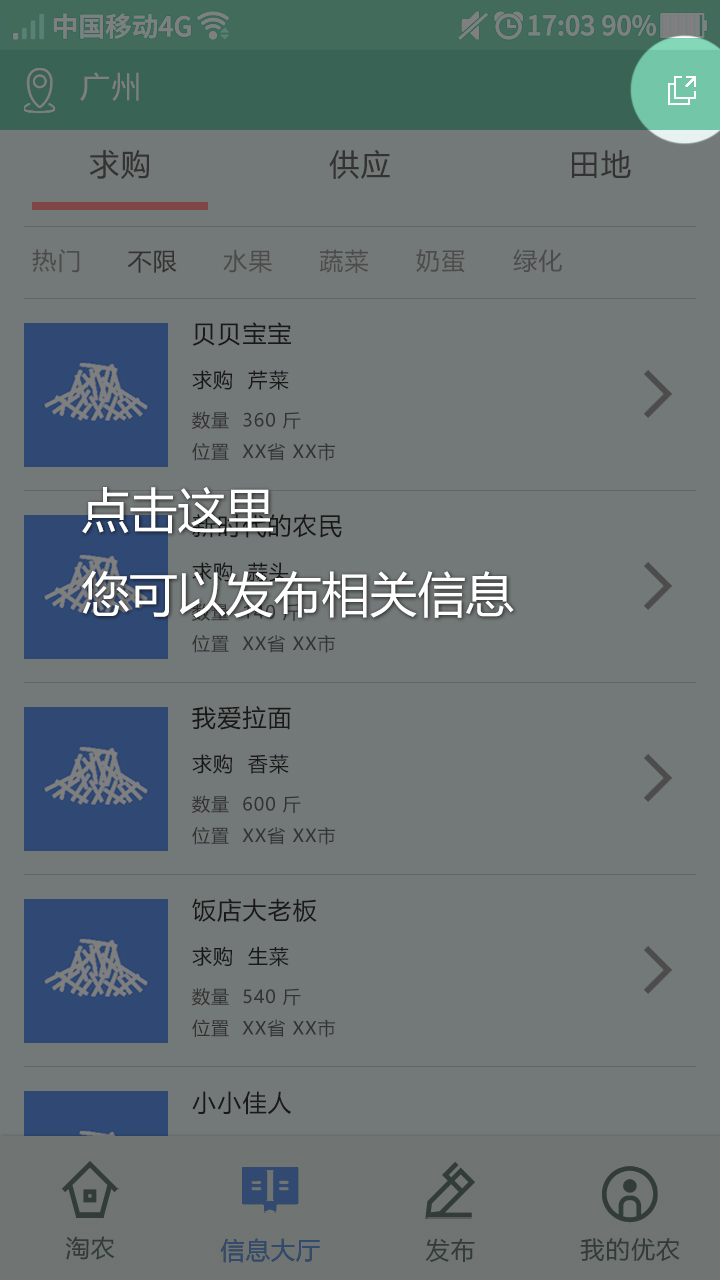 中国移动4G 17:03 90%
广州
求购 供应 田地
热门 不限 水果 蔬菜 奶蛋 绿化
贝贝宝宝
求购 芹菜
数量 360 斤
位置 XX省 XX市
点击这里
新时代的农民
求购 蒜头
您可以发布相关信息
位置 XX省 XX市
我爱拉面
求购 香菜
数量 600 斤
位置 XX省 XX市
饭店大老板
求购 生菜
数量 540 斤
位置 XX省 XX市
小小佳人
淘农 信息大厅 发布 我的优农